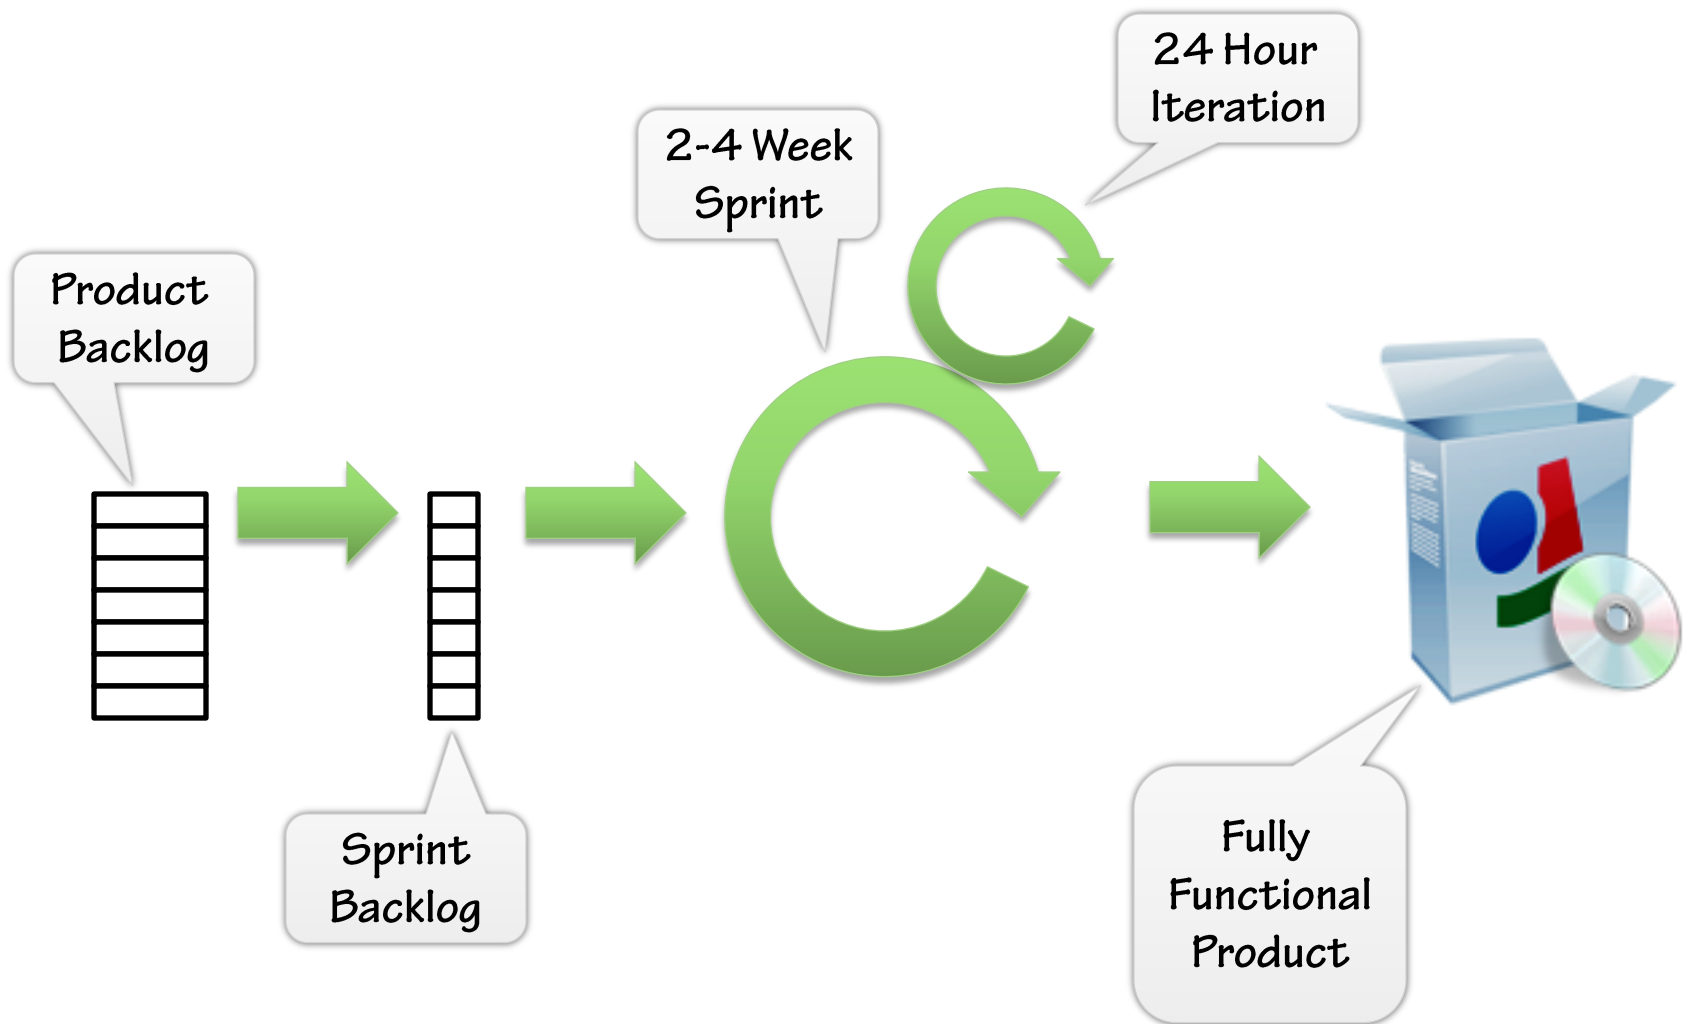 Product
Backlog
Sprint
Backlog
2-4 Week
Sprint
24 Hour
Iteration
Fully
Functional
Product